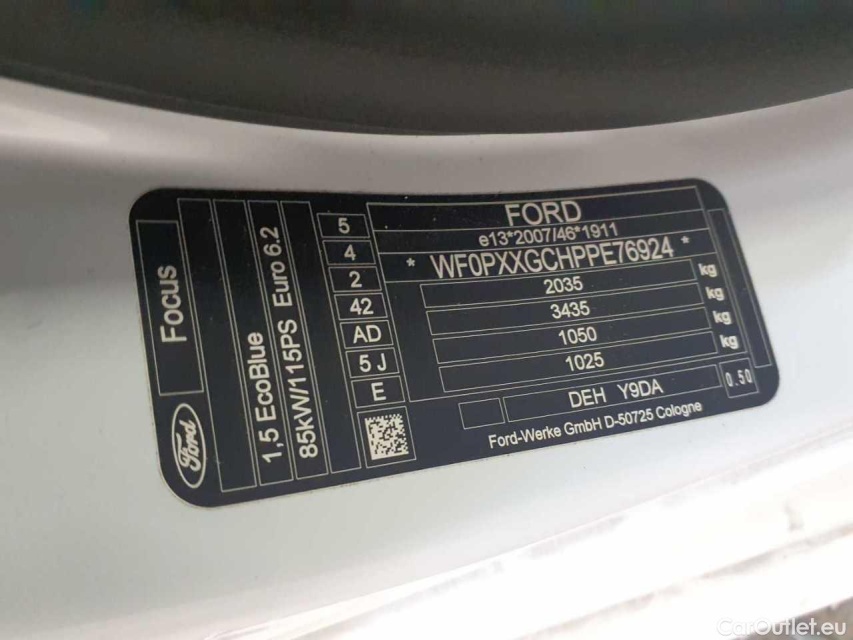 Focus
Ford
1,5 EcoBlue
85kW/115PS Euro 6.2
5
4
2
42
AD
5J
E
FORD
e13*2007/46*1911
* WF0PXXGCHPPE76924 *
2035 kg
3435 kg
1050 kg
1025 kg
DEH Y9DA
0.50
Ford-Werke GmbH D-50725 Cologne
CarOutlet.eu